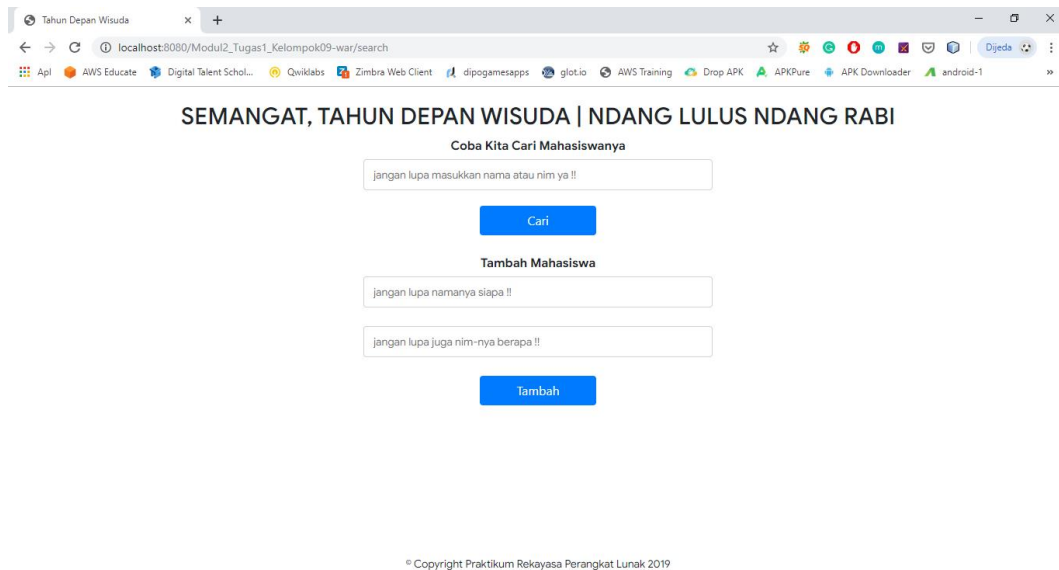 Tahun Depan Wisuda
localhost:8080/Modul2_Tugas1_Kelompok09-war/search
Dijeda
Apl AWS Educate Digital Talent Schol... Qwiklabs Zimbra Web Client dipogamesapps glot.io AWS Training Drop APK APKPure APK Downloader android-1
SEMANGAT, TAHUN DEPAN WISUDA | NDANG LULUS NDANG RABI
Coba Kita Cari Mahasiswanya
jangan lupa masukkan nama atau nim ya !!
Cari
Tambah Mahasiswa
jangan lupa namanya siapa !!
jangan lupa juga nim-nya berapa !!
Tambah
© Copyright Praktikum Rekayasa Perangkat Lunak 2019